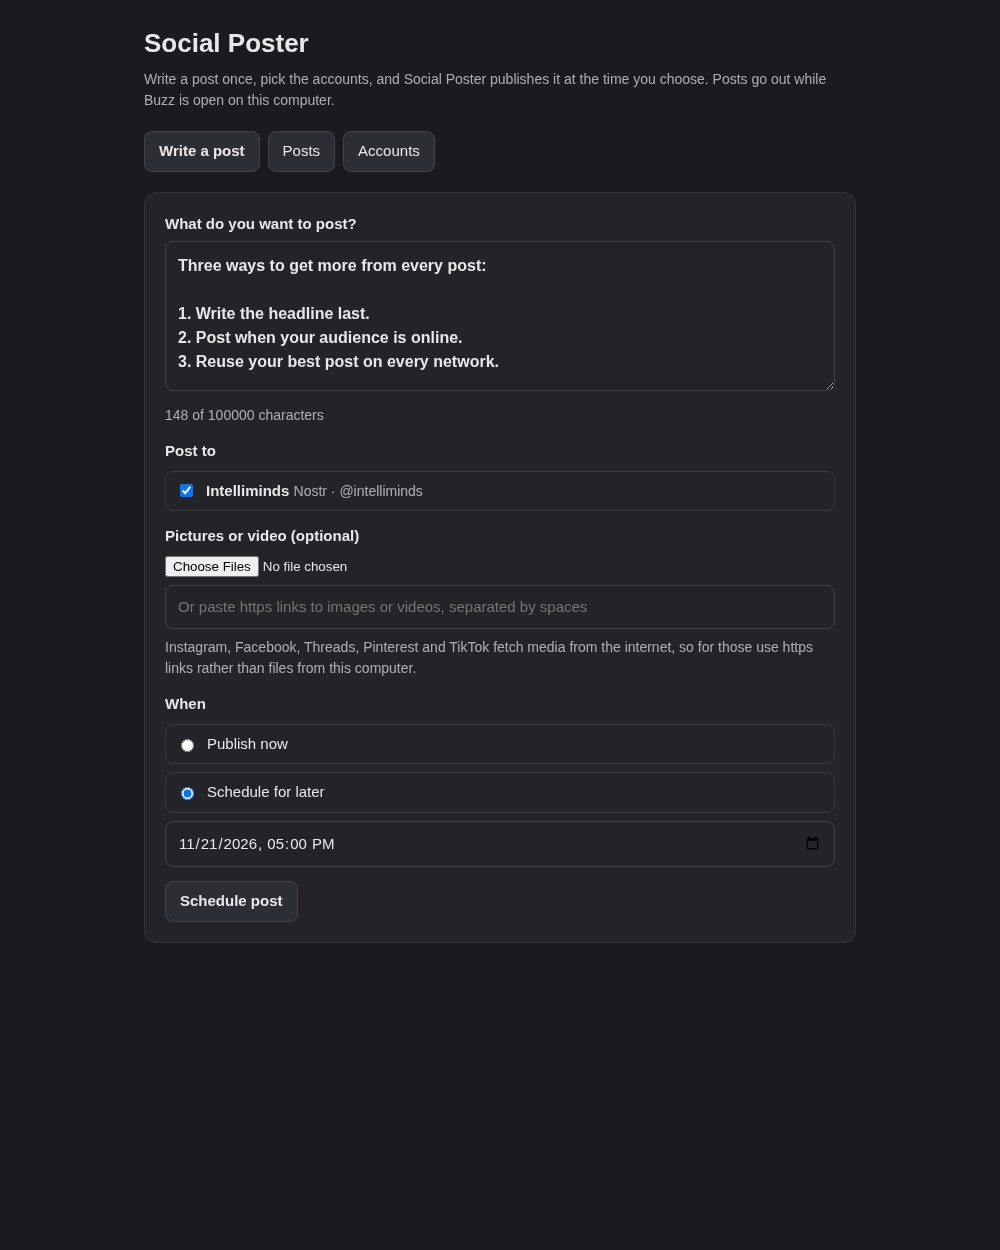 Social Poster
Write a post once, pick the accounts, and Social Poster publishes it at the time you choose. Posts go out while
Buzz is open on this computer.
Write a post
Posts
Accounts
What do you want to post?
Three ways to get more from every post:
1. Write the headline last.
2. Post when your audience is online.
3. Reuse your best post on every network.
148 of 100000 characters
Post to
Intelliminds Nostr · @intelliminds
Pictures or video (optional)
Choose Files No file chosen
Or paste https links to images or videos, separated by spaces
Instagram, Facebook, Threads, Pinterest and TikTok fetch media from the internet, so for those use https
links rather than files from this computer.
When
Publish now
Schedule for later
11/21/2026, 05:00 PM
Schedule post